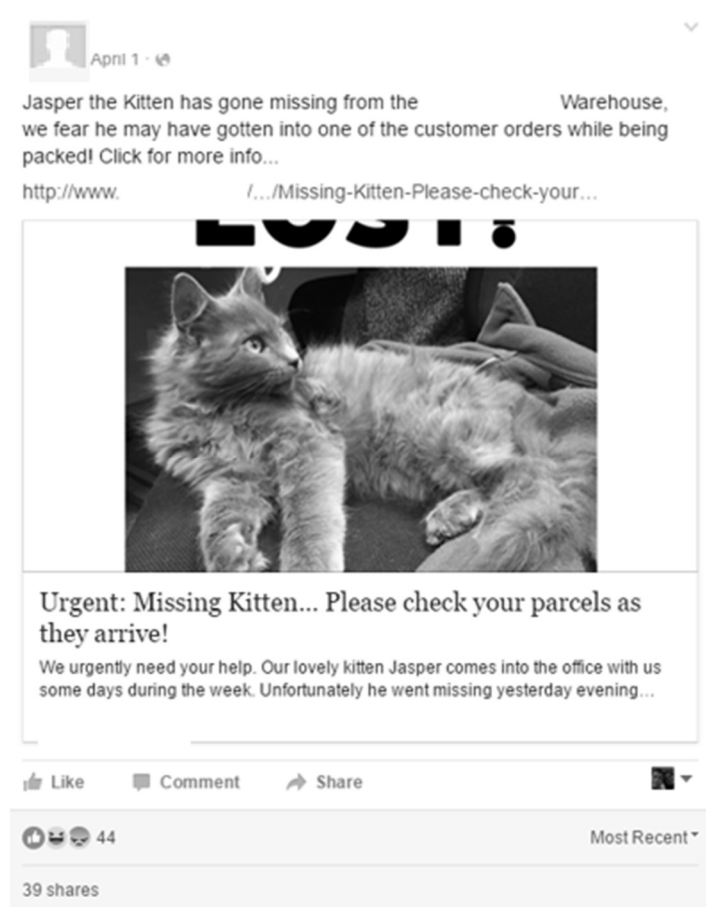 April 1
Jasper the Kitten has gone missing from the Warehouse,
we fear he may have gotten into one of the customer orders while being
packed! Click for more info...
http://www. /.../Missing-Kitten-Please-check-your...
LOST!
Urgent: Missing Kitten... Please check your parcels as
they arrive!
We urgently need your help. Our lovely kitten Jasper comes into the office with us
some days during the week. Unfortunately he went missing yesterday evening...
Like Comment Share
44 Most Recent
39 shares